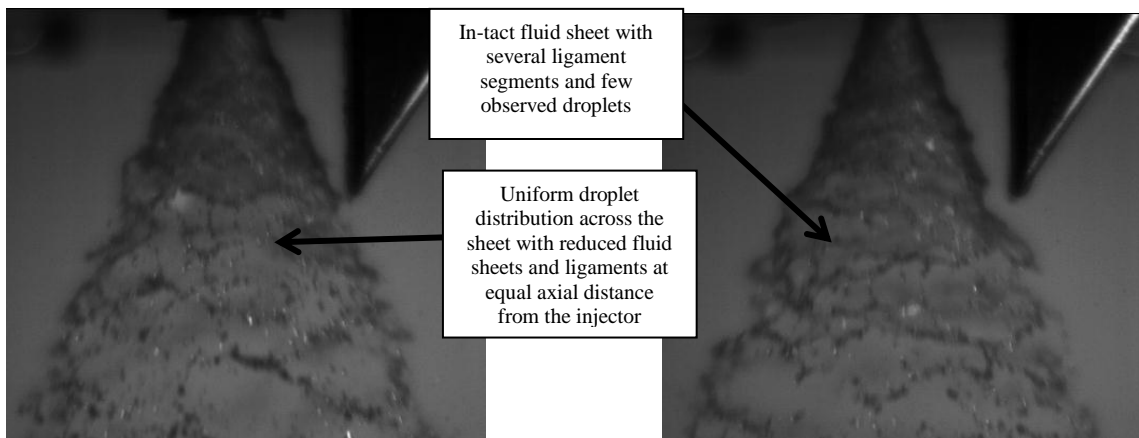 In-tact fluid sheet with
several ligament
segments and few
observed droplets
Uniform droplet
distribution across the
sheet with reduced fluid
sheets and ligaments at
equal axial distance
from the injector